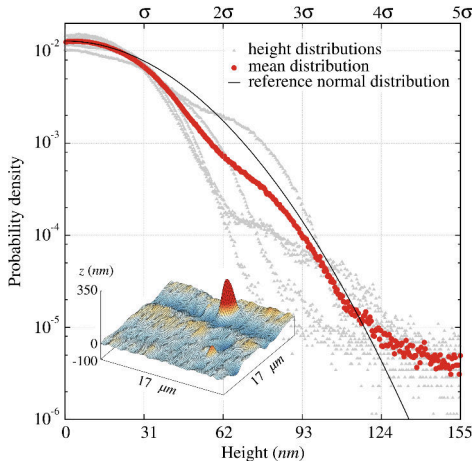 σ 2σ 3σ 4σ 5σ
height distributions
mean distribution
reference normal distribution
10⁻²
10⁻³
10⁻⁴
10⁻⁵
10⁻⁶
Probability density
z (nm)
350
0
-100
17 μm
17 μm
0 31 62 93 124 155
Height (nm)